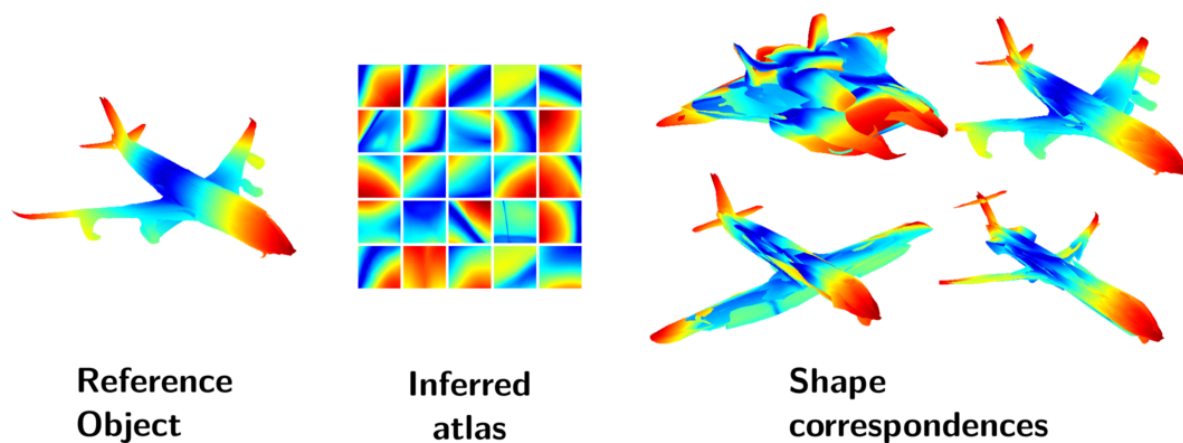 Reference
Object
Inferred
atlas
Shape
correspondences